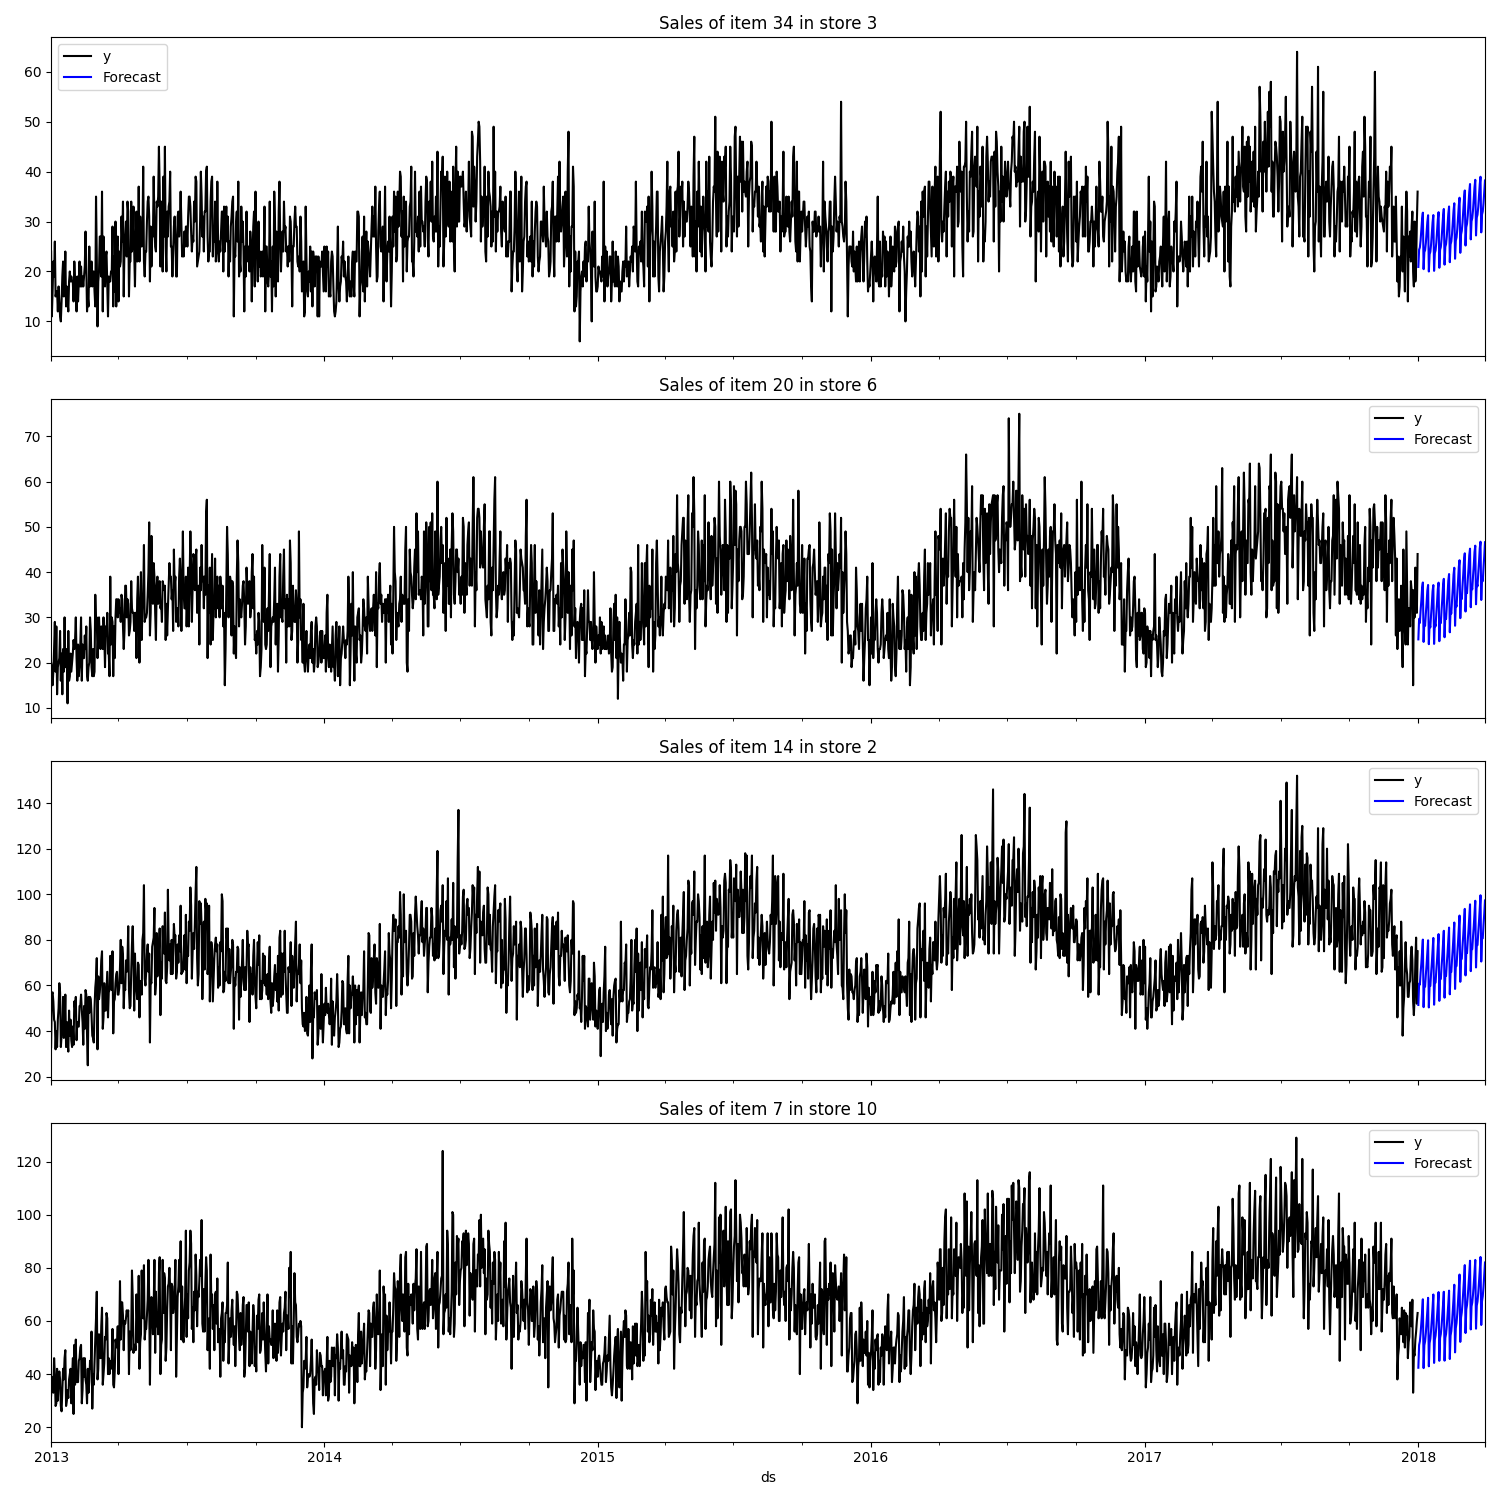 Sales of item 34 in store 3
y
Forecast
60
50
40
30
20
10
Sales of item 20 in store 6
y
Forecast
70
60
50
40
30
20
10
Sales of item 14 in store 2
y
Forecast
140
120
100
80
60
40
20
Sales of item 7 in store 10
y
Forecast
120
100
80
60
40
20
2013 2014 2015 2016 2017 2018
ds